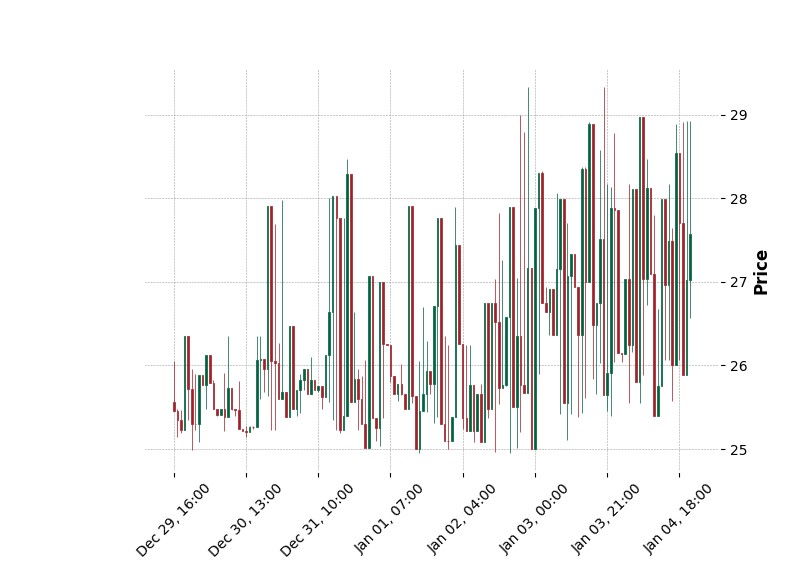 29
28
27
26
25
Price
Dec 29, 16:00
Dec 30, 13:00
Dec 31, 10:00
Jan 01, 07:00
Jan 02, 04:00
Jan 03, 00:00
Jan 03, 21:00
Jan 04, 18:00